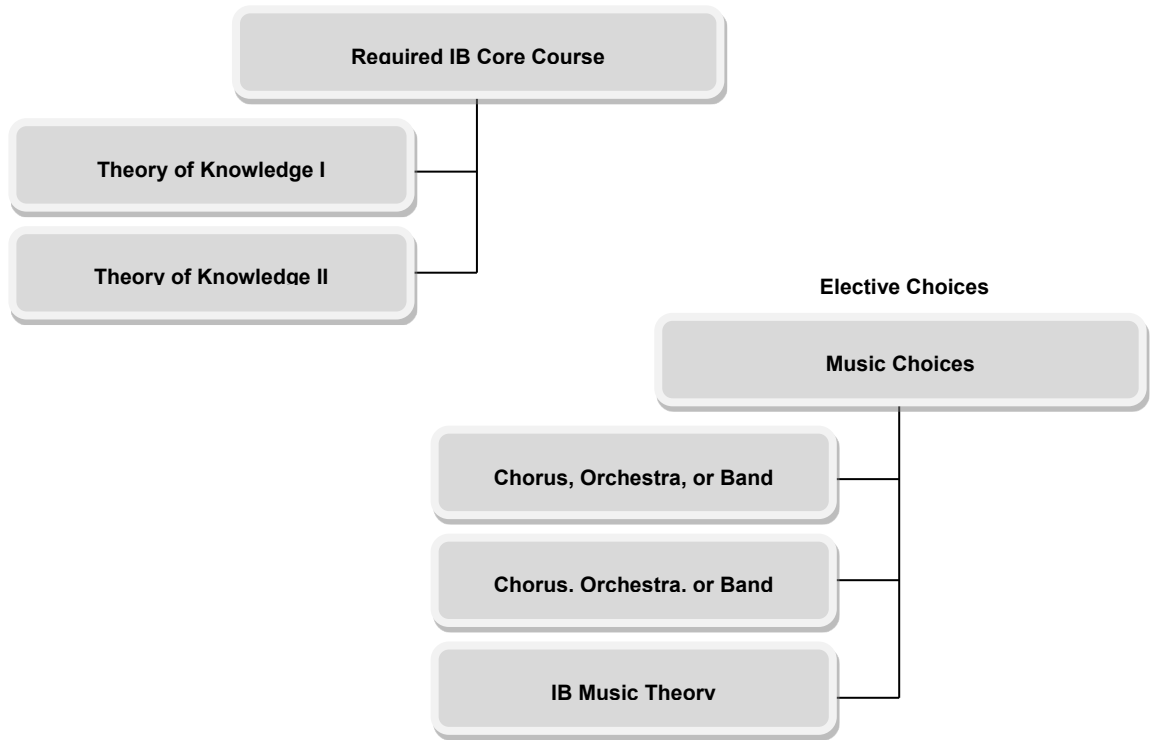 Required IB Core Course
Theory of Knowledge I
Theory of Knowledge II
Elective Choices
Music Choices
Chorus, Orchestra, or Band
Chorus, Orchestra, or Band
IB Music Theory